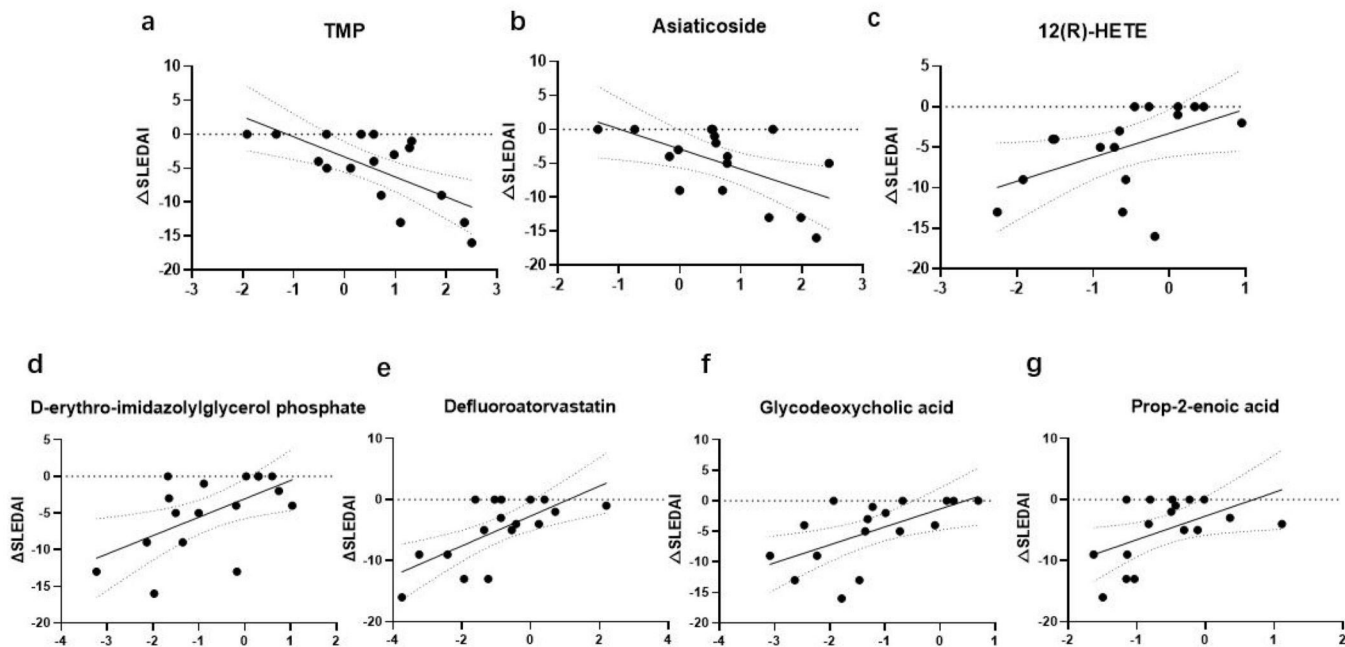 a
TMP
10
5
0
-5
-10
-15
-20
△SLEDAI
-3 -2 -1 0 1 2 3
b
Asiaticoside
10
5
0
-5
-10
-15
-20
△SLEDAI
-2 -1 0 1 2 3
c
12(R)-HETE
5
0
-5
-10
-15
-20
△SLEDAI
-3 -2 -1 0 1
d
D-erythro-imidazolylglycerol phosphate
5
0
-5
-10
-15
-20
ΔSLEDAI
-4 -3 -2 -1 0 1 2
e
Defluoroatorvastatin
10
0
-10
-20
ΔSLEDAI
-4 -2 0 2 4
f
Glycodeoxycholic acid
10
5
0
-5
-10
-15
-20
ΔSLEDAI
-4 -3 -2 -1 0 1
g
Prop-2-enoic acid
10
0
-10
-20
ΔSLEDAI
-2 -1 0 1 2